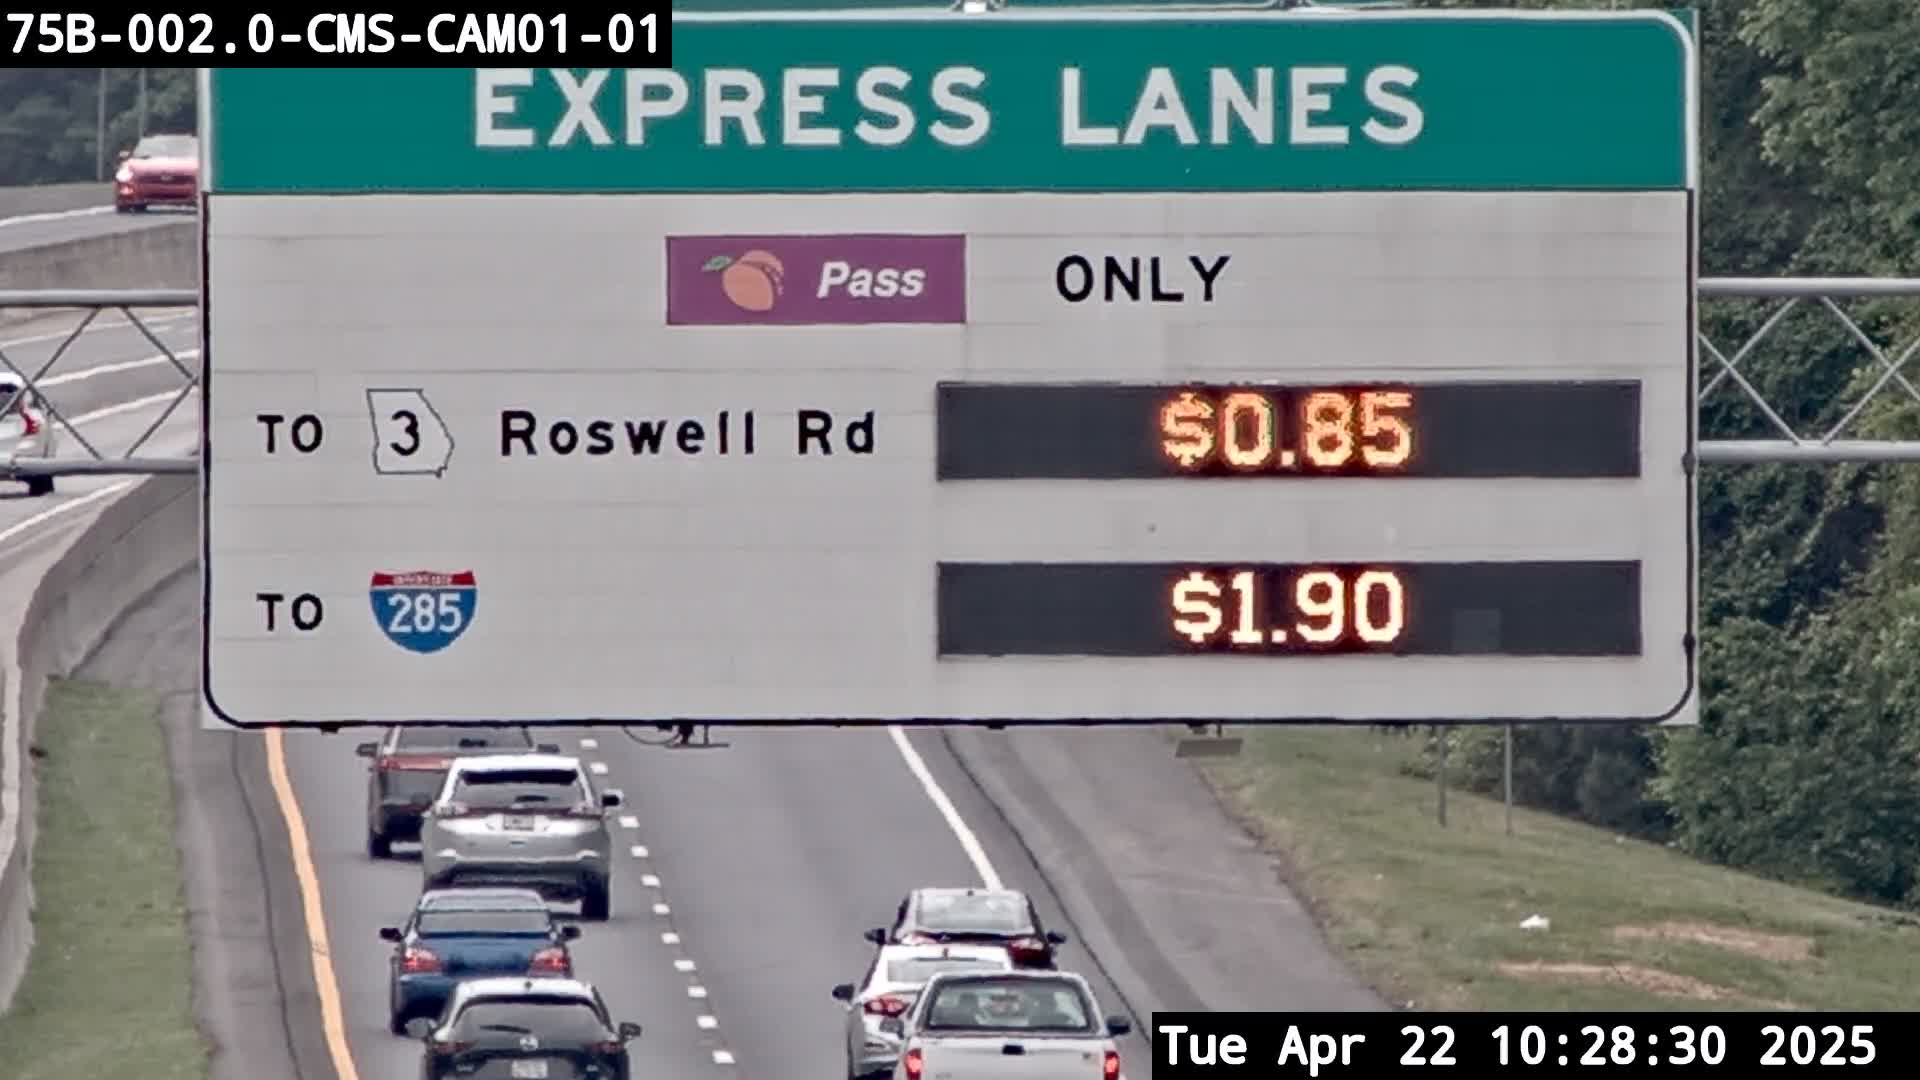 75B-002.0-CMS-CAM01-01
EXPRESS LANES
Pass ONLY
TO 3 Roswell Rd $0.85
TO 285 $1.90
Tue Apr 22 10:28:30 2025